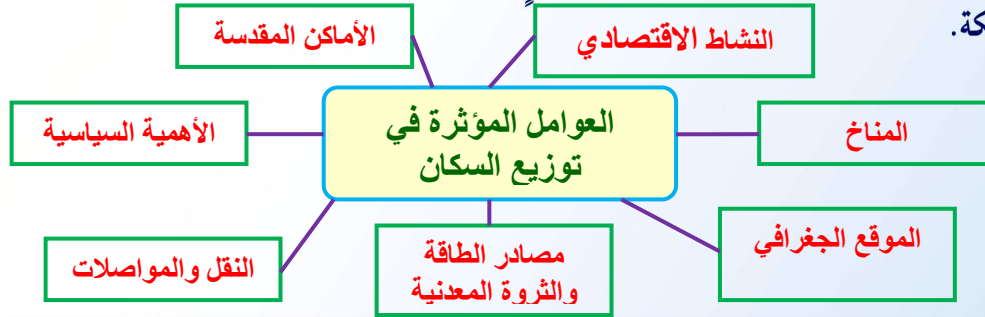 النشاط الاقتصادي
الأماكن المقدسة
المناخ
العوامل المؤثرة في
توزيع السكان
الأهمية السياسية
الموقع الجغرافي
مصادر الطاقة
والثروة المعدنية
النقل والمواصلات